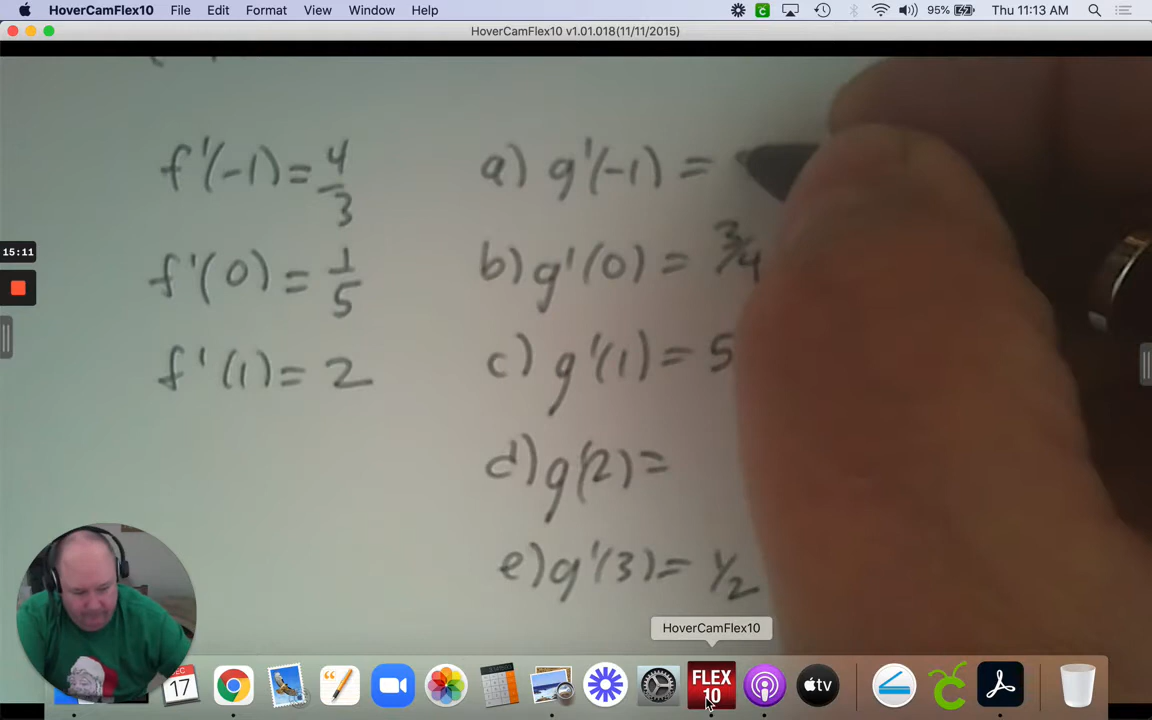 HoverCamFlex10 File Edit Format View Window Help 95% Thu 11:13 AM
HoverCamFlex10 v1.01.018(11/11/2015)
f'(-1) = 4/3
f'(0) = 1/5
f'(1) = 2
a) g'(-1) =
b) g'(0) = 3/4
c) g'(1) = 5
d) g'(2) =
e) g'(3) = 1/2
15:11
HoverCamFlex10
DEC
17
FLEX
10
tv